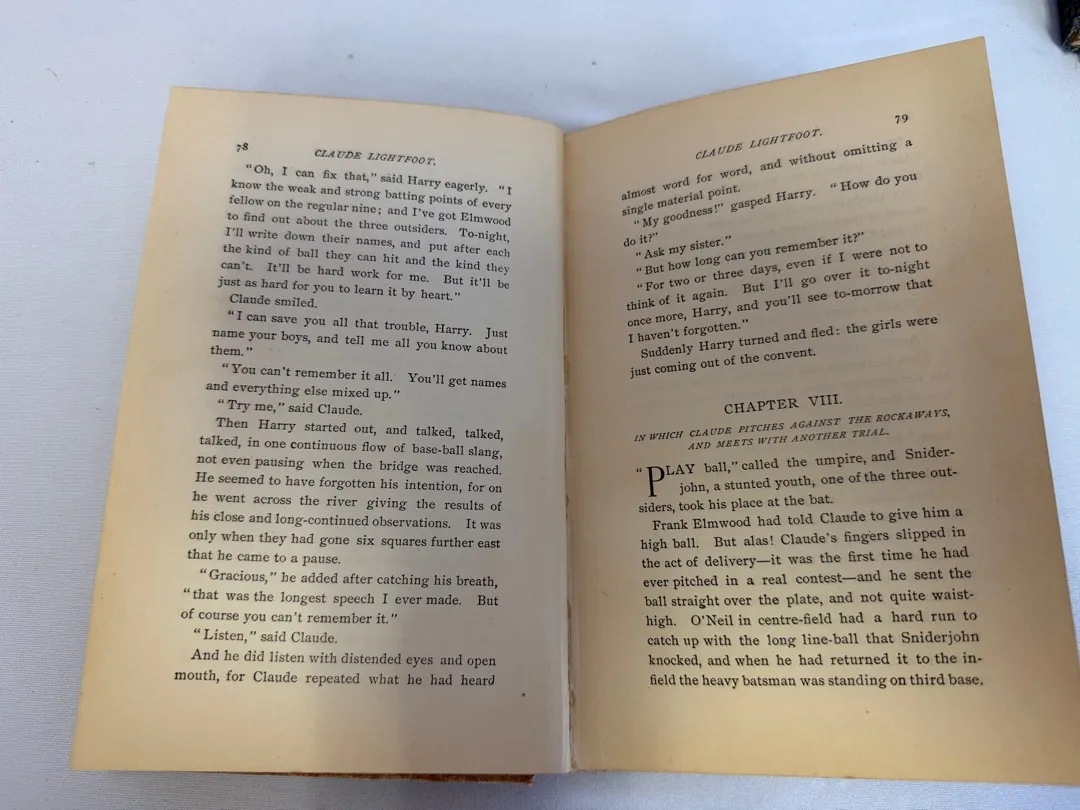 78
CLAUDE LIGHTFOOT.
"Oh, I can fix that," said Harry eagerly. "I
know the weak and strong batting points of every
fellow on the regular nine; and I've got Elmwood
to find out about the three outsiders. To-night,
I'll write down their names, and put after each
the kind of ball they can hit and the kind they
can't. It'll be hard work for me. But it'll be
just as hard for you to learn it by heart."
Claude smiled.
"I can save you all that trouble, Harry. Just
name your boys, and tell me all you know about
them."
"You can't remember it all. You'll get names
and everything else mixed up."
"Try me," said Claude.
Then Harry started out, and talked, talked,
talked, in one continuous flow of base-ball slang,
not even pausing when the bridge was reached.
He seemed to have forgotten his intention, for on
he went across the river giving the results of
his close and long-continued observations. It was
only when they had gone six squares further east
that he came to a pause.
"Gracious," he added after catching his breath,
"that was the longest speech I ever made. But
of course you can't remember it."
"Listen," said Claude.
And he did listen with distended eyes and open
mouth, for Claude repeated what he had heard
79
CLAUDE LIGHTFOOT.
almost word for word, and without omitting a
single material point.
"My goodness!" gasped Harry. "How do you
do it?"
"Ask my sister."
"But how long can you remember it?"
"For two or three days, even if I were not to
think of it again. But I'll go over it to-night
once more, Harry, and you'll see to-morrow that
I haven't forgotten."
Suddenly Harry turned and fled: the girls were
just coming out of the convent.
CHAPTER VIII.
IN WHICH CLAUDE PITCHES AGAINST THE ROCKAWAYS,
AND MEETS WITH ANOTHER TRIAL.
"PLAY ball," called the umpire, and Snider-
john, a stunted youth, one of the three out-
siders, took his place at the bat.
Frank Elmwood had told Claude to give him a
high ball. But alas! Claude's fingers slipped in
the act of delivery—it was the first time he had
ever pitched in a real contest—and he sent the
ball straight over the plate, and not quite waist-
high. O'Neil in centre-field had a hard run to
catch up with the long line-ball that Sniderjohn
knocked, and when he had returned it to the in-
field the heavy batsman was standing on third base.